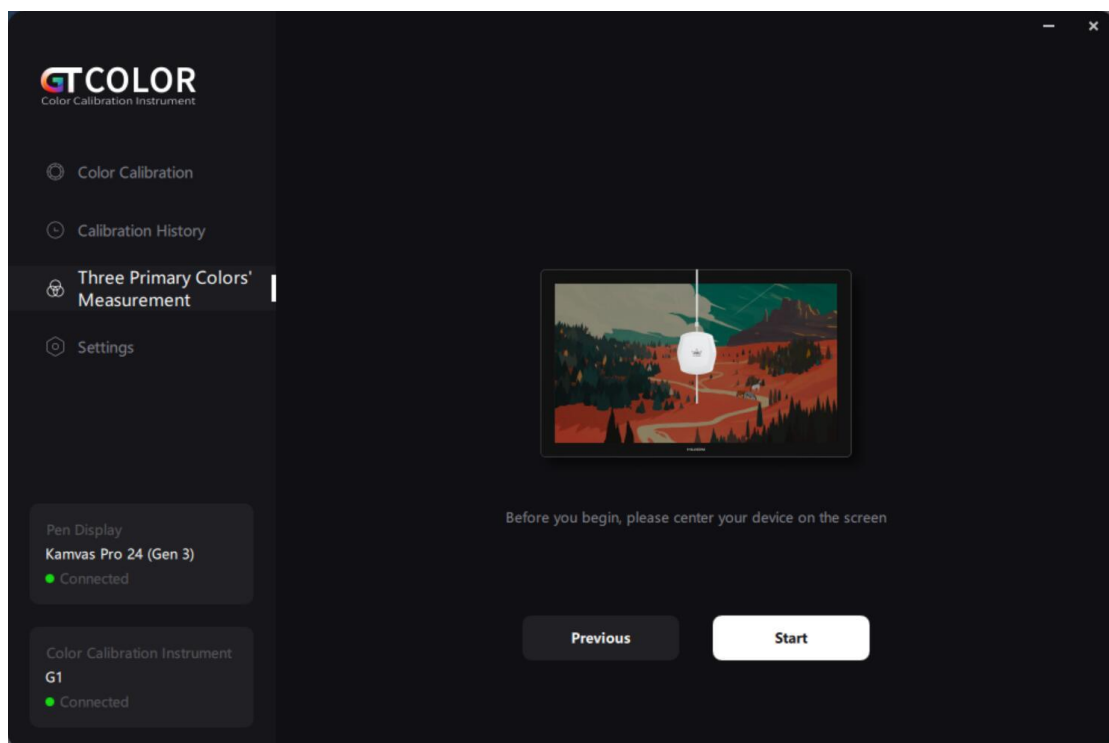 GTCOLOR
Color Calibration Instrument
Color Calibration
Calibration History
Three Primary Colors'
Measurement
Settings
Before you begin, please center your device on the screen
Previous
Start
Pen Display
Kamvas Pro 24 (Gen 3)
Connected
Color Calibration Instrument
G1
Connected